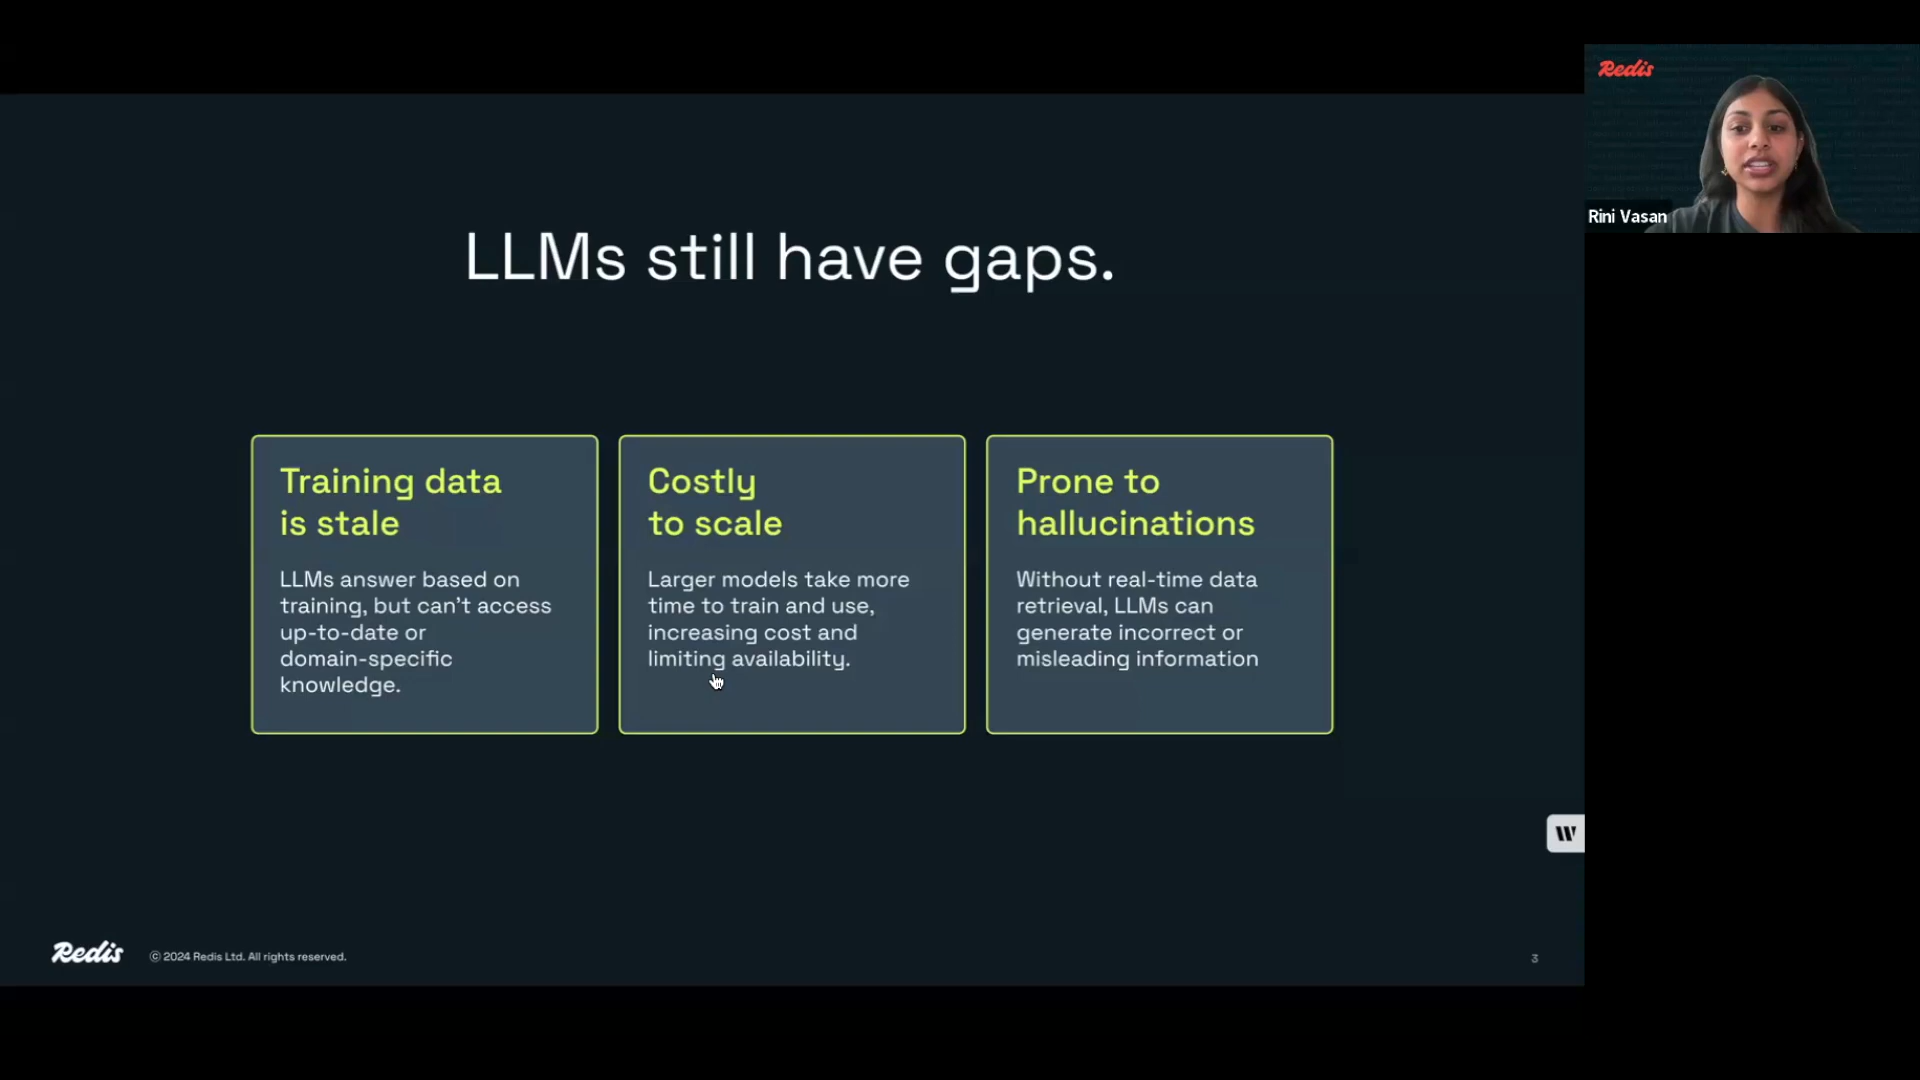 Redis
Rini Vasan
LLMs still have gaps.
Training data
is stale
LLMs answer based on
training, but can't access
up-to-date or
domain-specific
knowledge.
Costly
to scale
Larger models take more
time to train and use,
increasing cost and
limiting availability.
Prone to
hallucinations
Without real-time data
retrieval, LLMs can
generate incorrect or
misleading information
W
Redis
© 2024 Redis Ltd. All rights reserved.
3